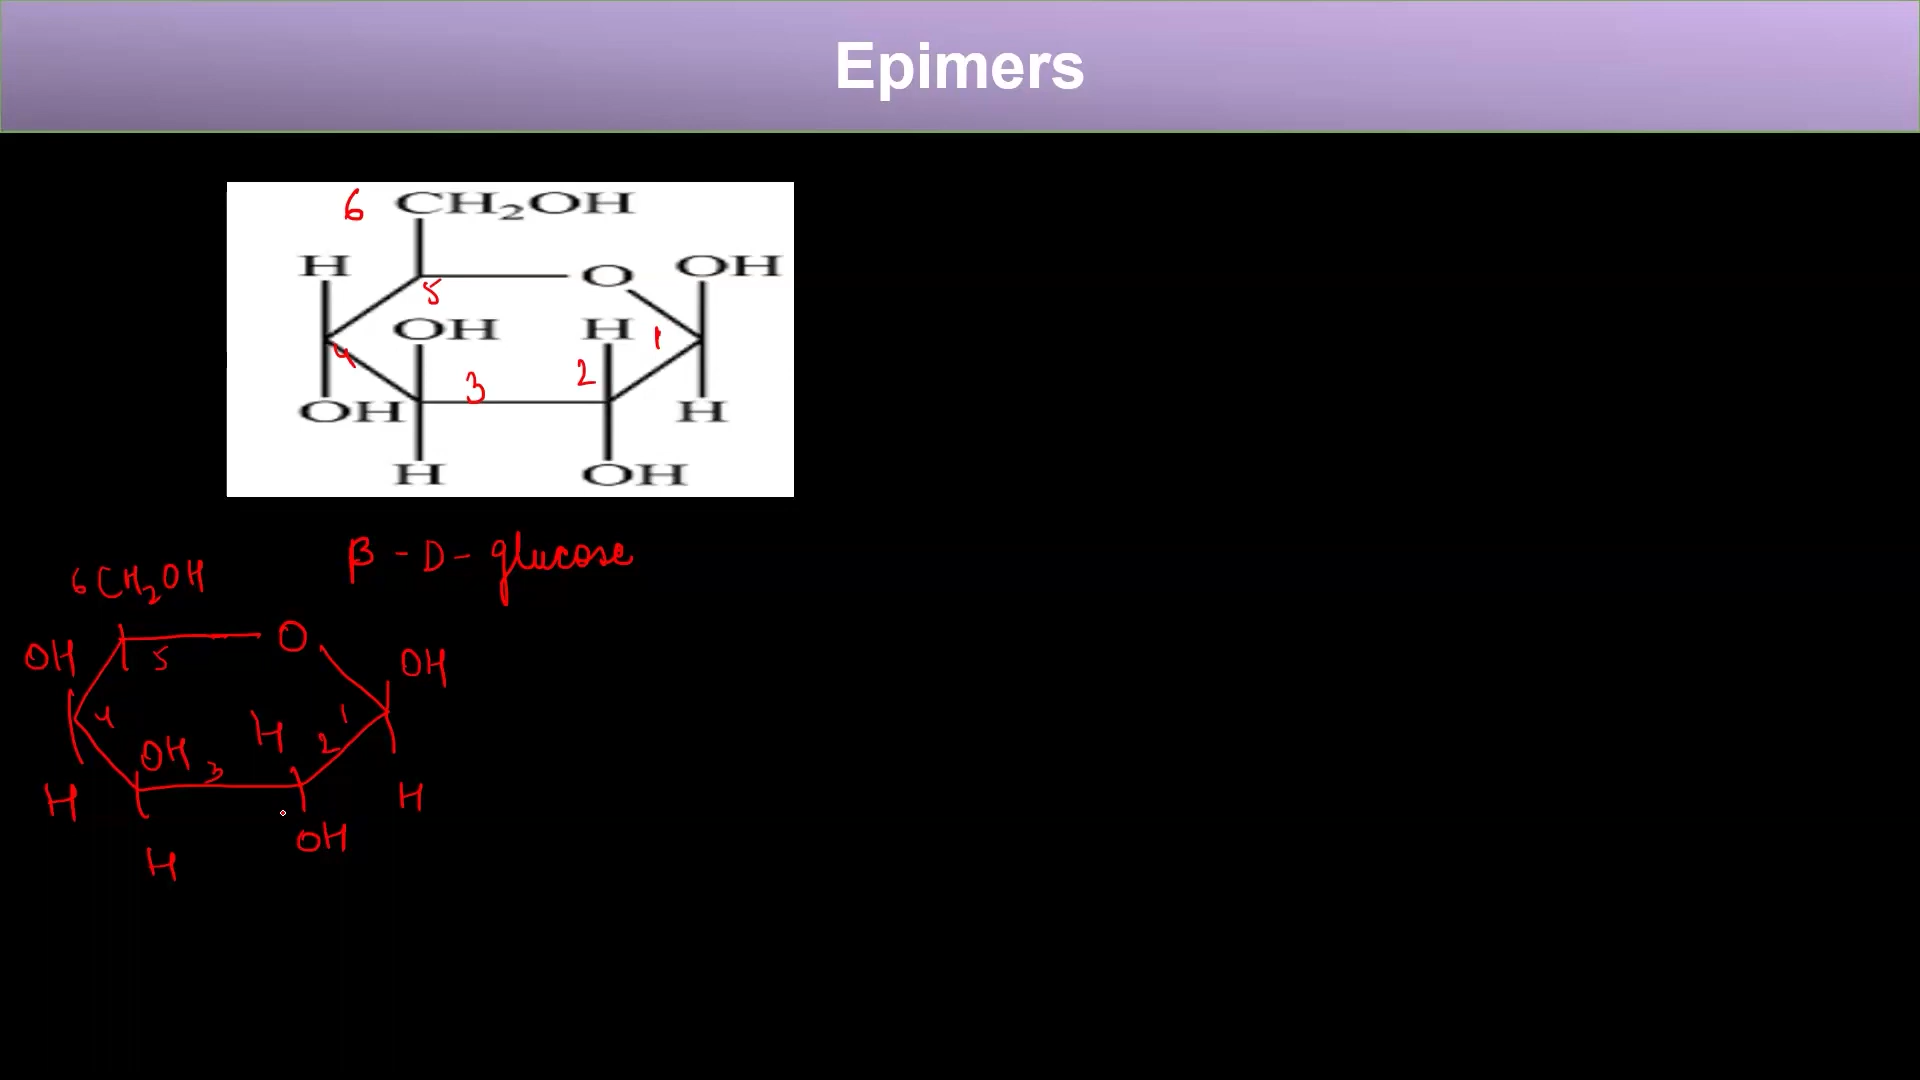 Epimers
6 CH₂OH
H 5 O OH
OH H 1
4 3 2
OH H
H OH
β - D - glucose
6 CH₂OH
O
OH 5 OH
4 H 1
OH 3 2
H H
OH
H